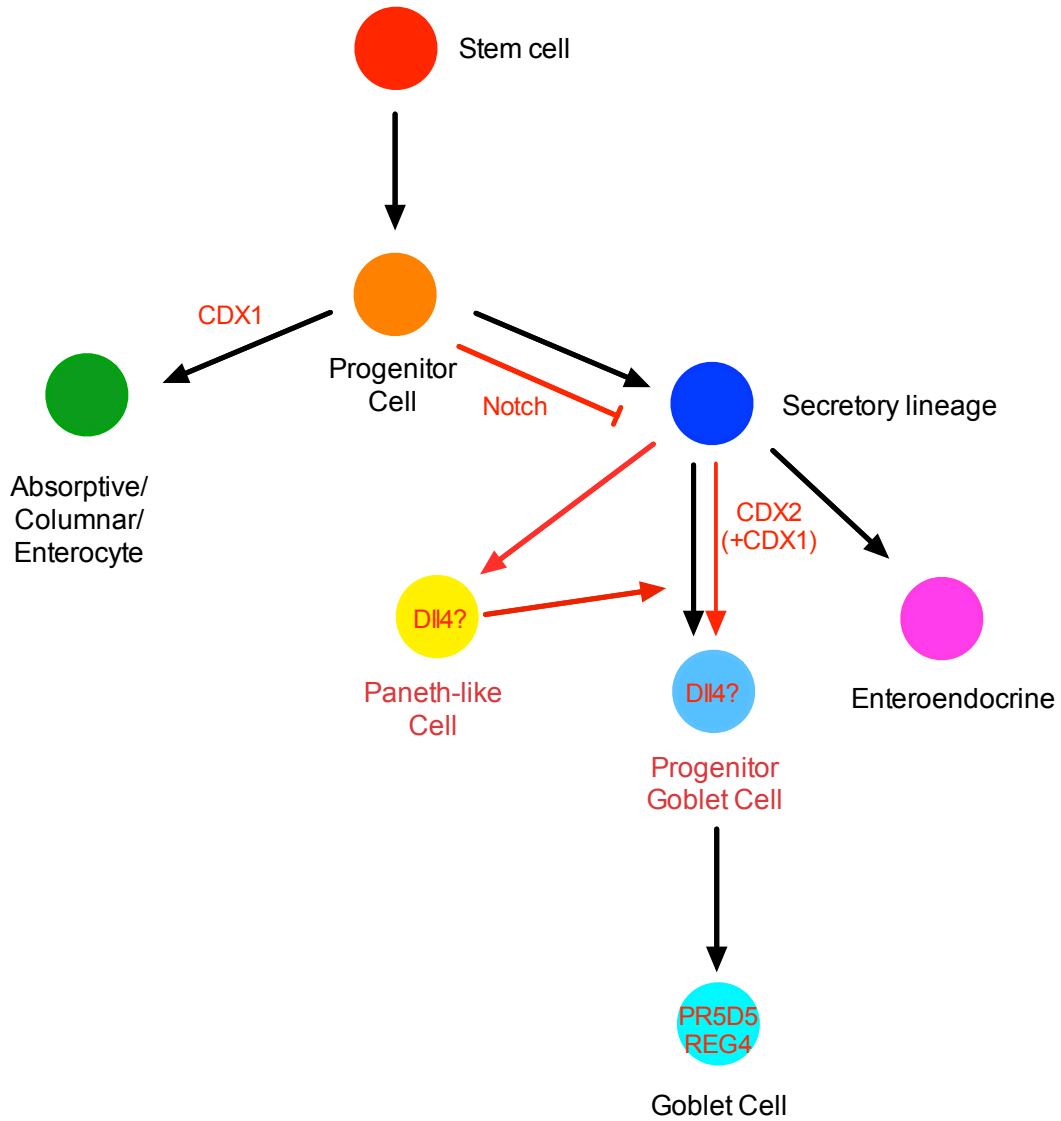 Stem cell
CDX1
Progenitor
Cell
Notch
Secretory lineage
Absorptive/
Columnar/
Enterocyte
CDX2
(+CDX1)
Dll4?
Paneth-like
Cell
Dll4?
Enteroendocrine
Progenitor
Goblet Cell
PR5D5
REG4
Goblet Cell